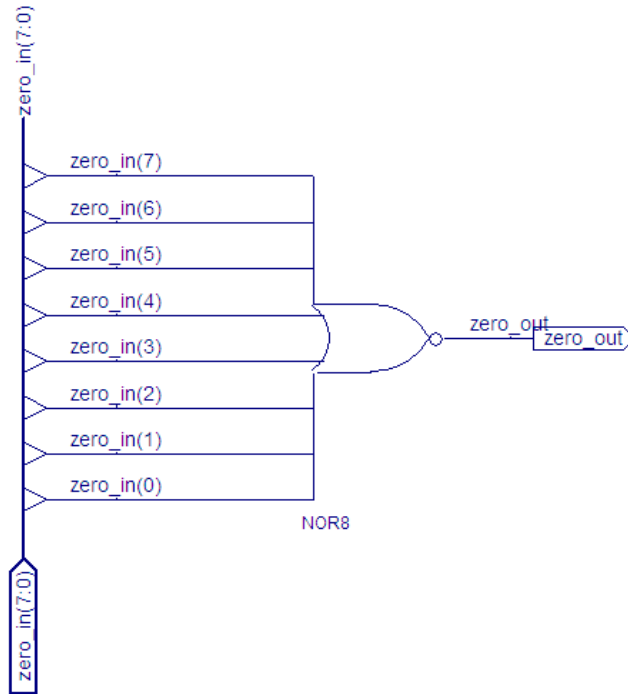 zero_in(7:0)
zero_in(7)
zero_in(6)
zero_in(5)
zero_in(4)
zero_in(3)
zero_in(2)
zero_in(1)
zero_in(0)
zero_out
zero_out
NOR8
zero_in(7:0)